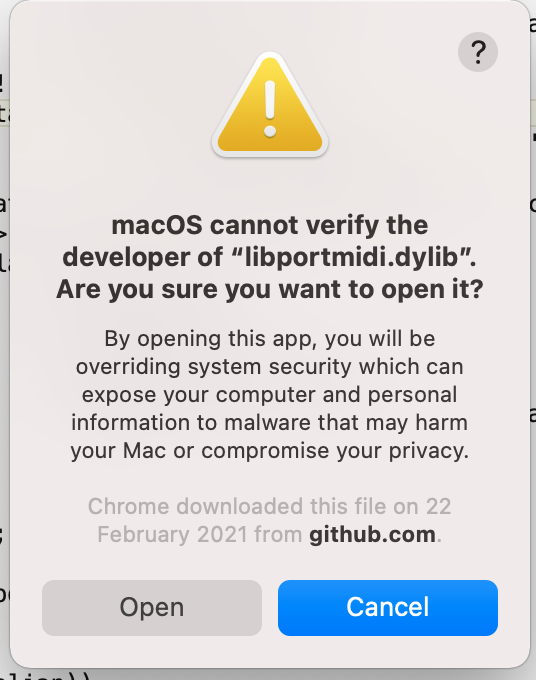 ?
macOS cannot verify the
developer of “libportmidi.dylib”.
Are you sure you want to open it?
By opening this app, you will be
overriding system security which can
expose your computer and personal
information to malware that may harm
your Mac or compromise your privacy.
Chrome downloaded this file on 22
February 2021 from github.com.
Open
Cancel